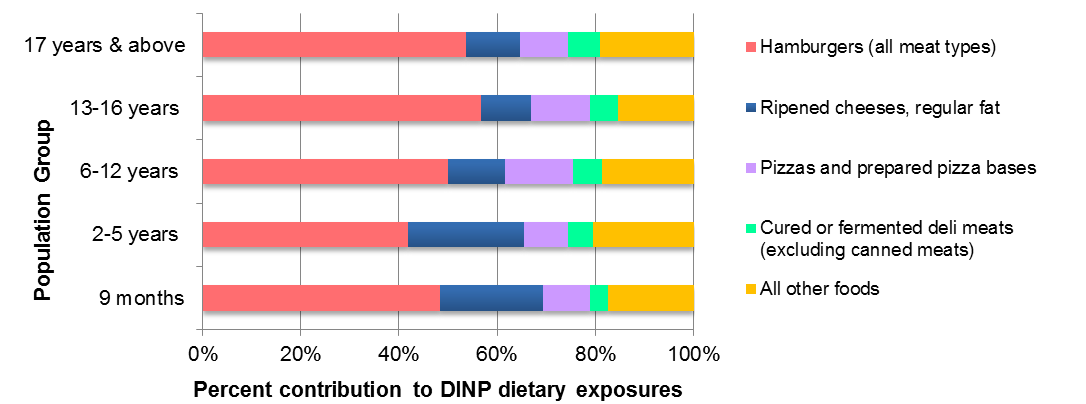 17 years & above
13-16 years
6-12 years
2-5 years
9 months
Population Group
0% 20% 40% 60% 80% 100%
Percent contribution to DINP dietary exposures
Hamburgers (all meat types)
Ripened cheeses, regular fat
Pizzas and prepared pizza bases
Cured or fermented deli meats
(excluding canned meats)
All other foods